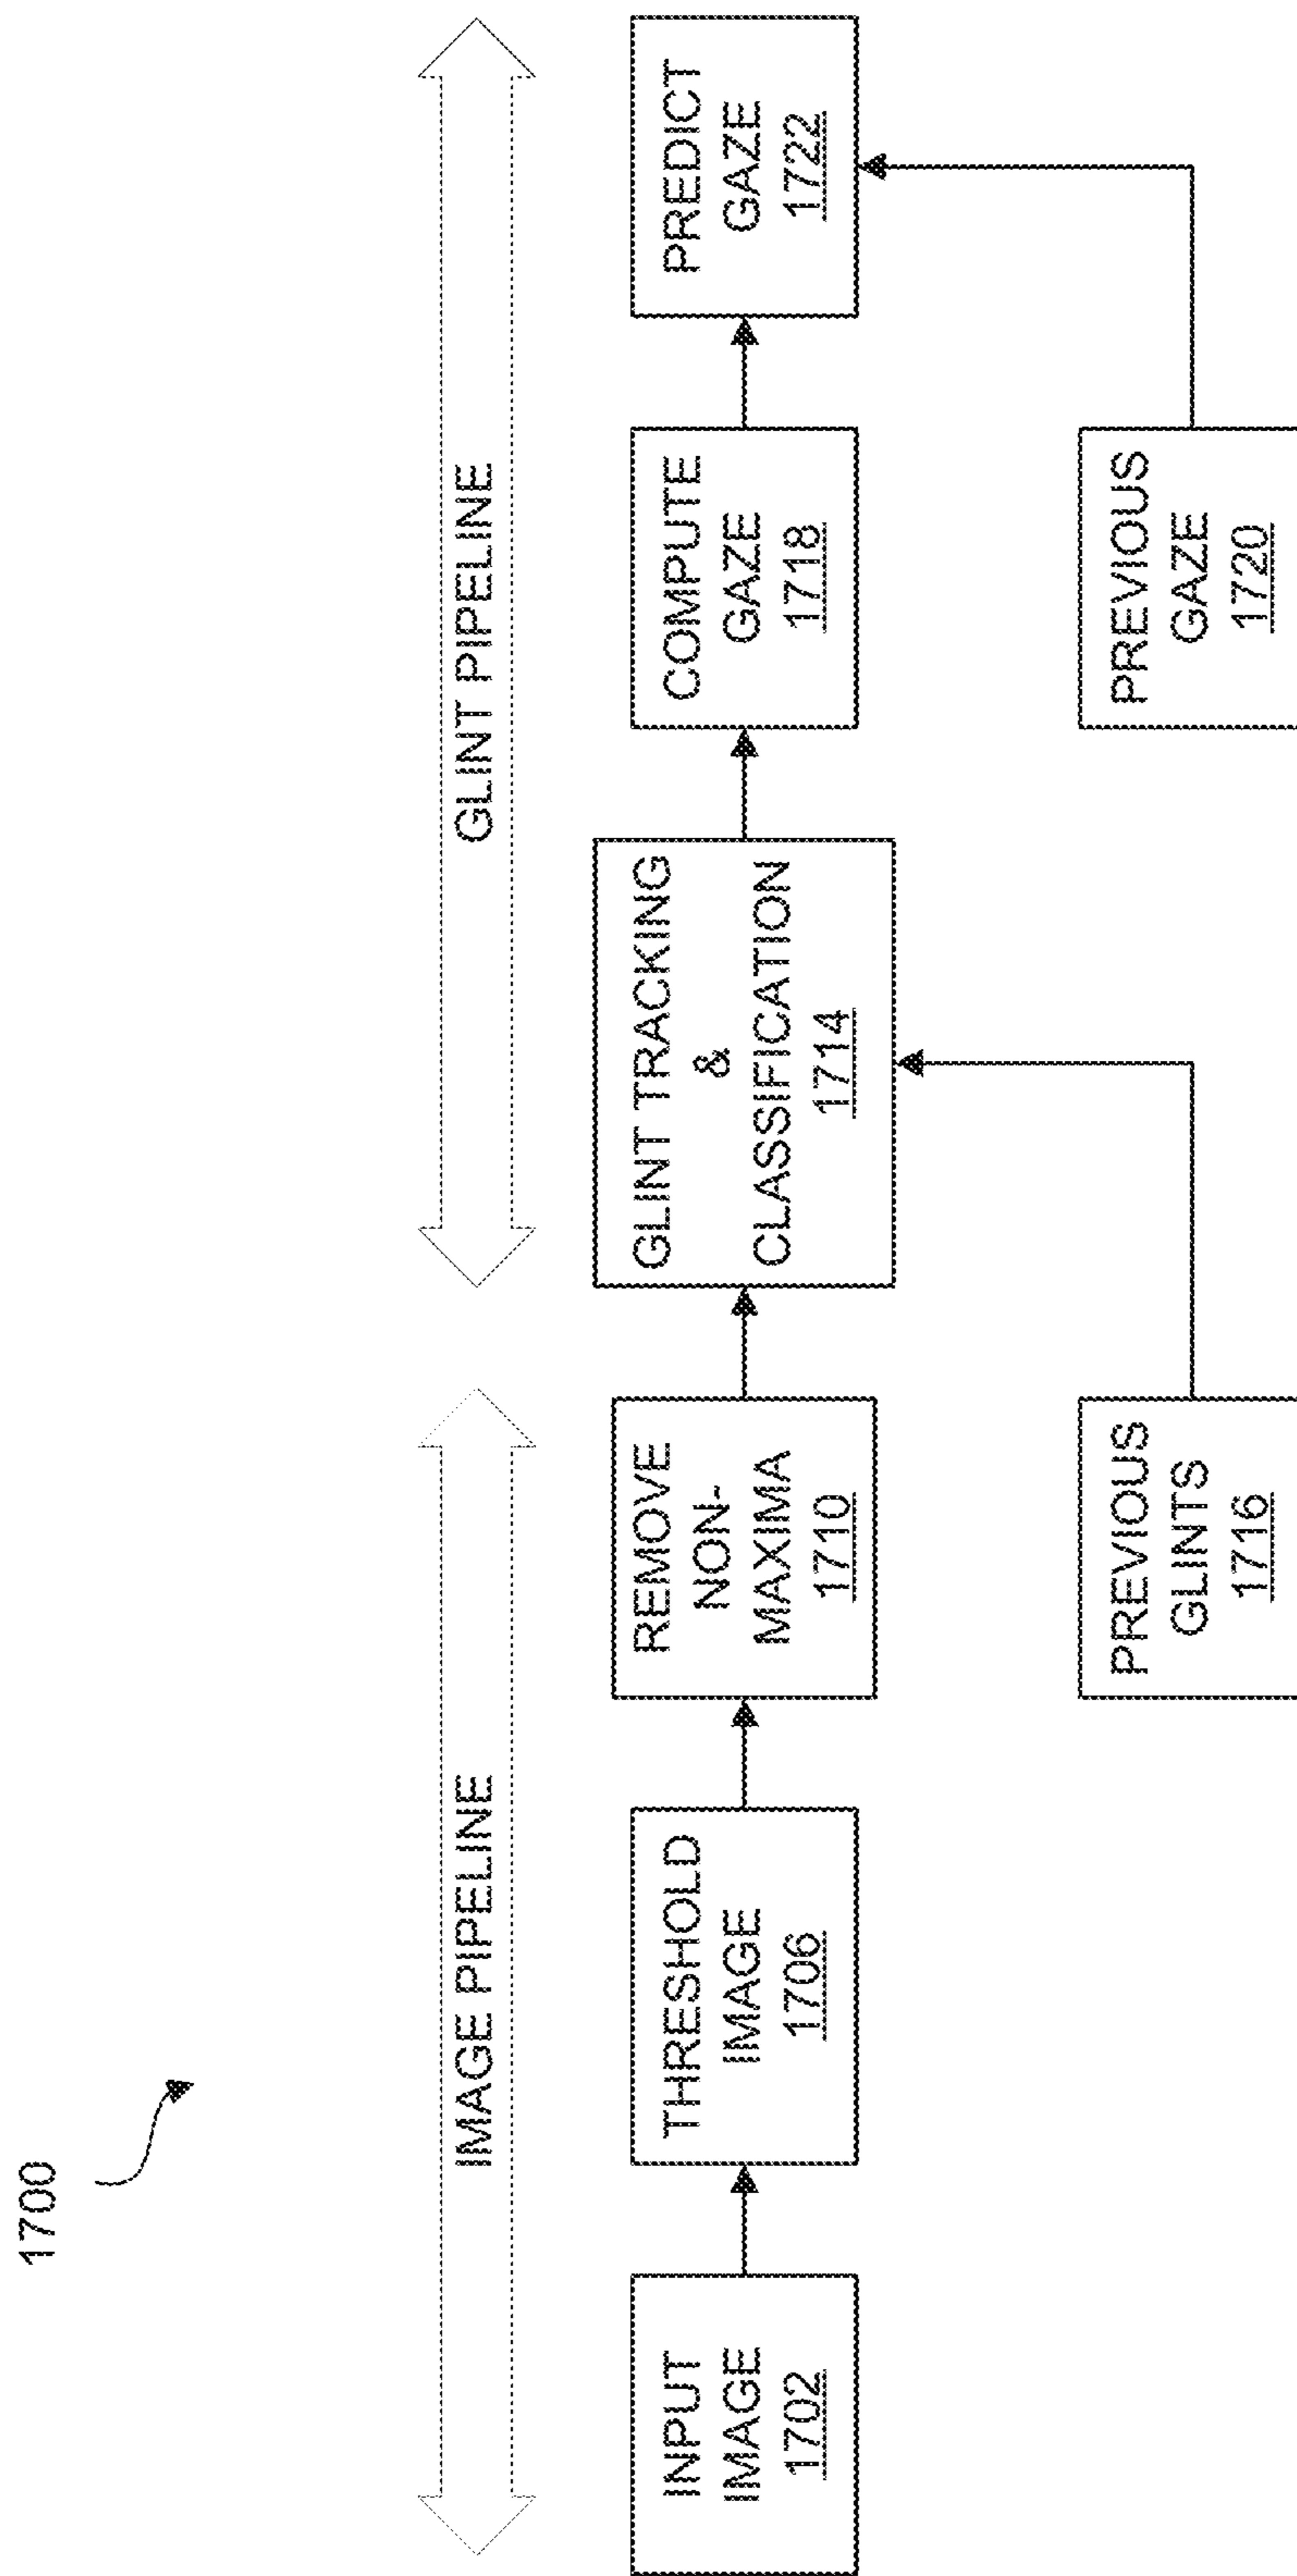 1700
IMAGE PIPELINE
GLINT PIPELINE
INPUT
IMAGE
1702
THRESHOLD
IMAGE
1706
REMOVE
NON-
MAXIMA
1710
GLINT TRACKING
&
CLASSIFICATION
1714
COMPUTE
GAZE
1718
PREDICT
GAZE
1722
PREVIOUS
GLINTS
1716
PREVIOUS
GAZE
1720